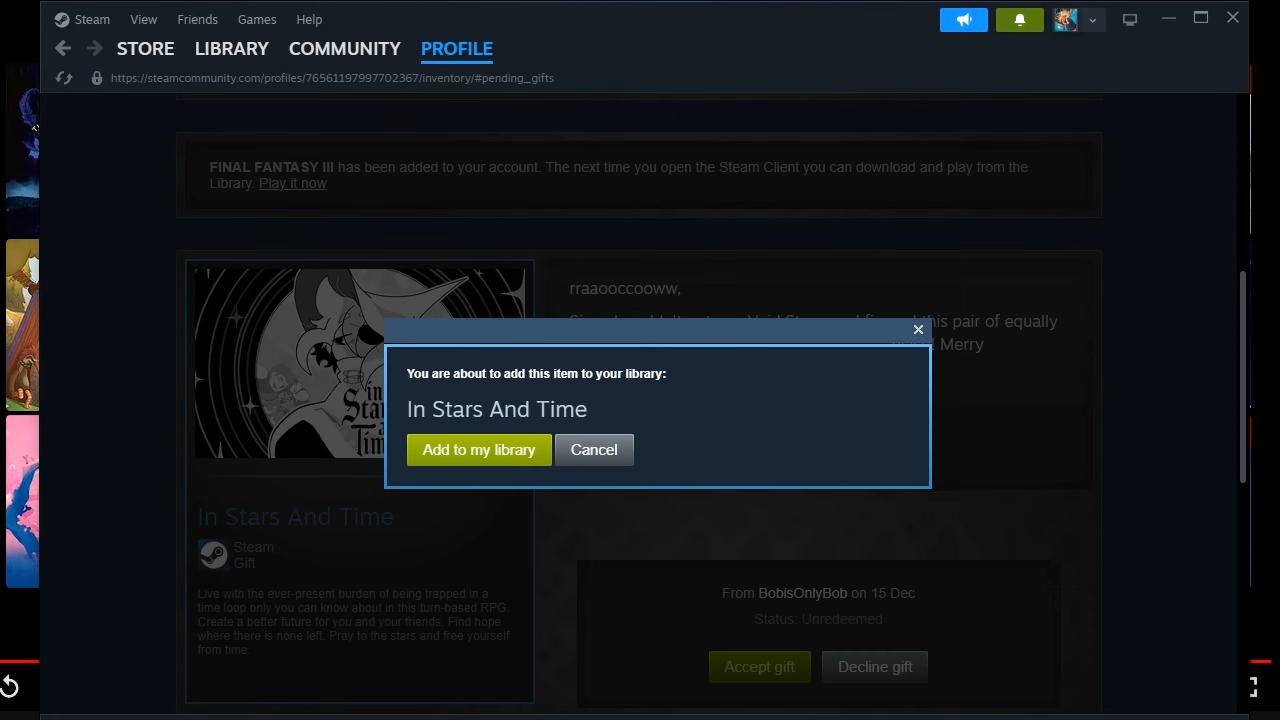 Steam View Friends Games Help
STORE LIBRARY COMMUNITY PROFILE
https://steamcommunity.com/profiles/76561197997702367/inventory/#pending_gifts
FINAL FANTASY III has been added to your account. The next time you open the Steam Client you can download and play from the
Library. Play it now
rraaooccooww,
this pair of equally
! Merry
You are about to add this item to your library:
In Stars And Time
Add to my library Cancel
In Stars And Time
Steam
Gift
Live with the ever-present burden of being trapped in a
time loop only you can know about in this turn-based RPG.
Create a better future for you and your friends. Find hope
where there is none left. Pray to the stars and free yourself
from time.
From BobisOnlyBob on 15 Dec
Status: Unredeemed
Accept gift Decline gift